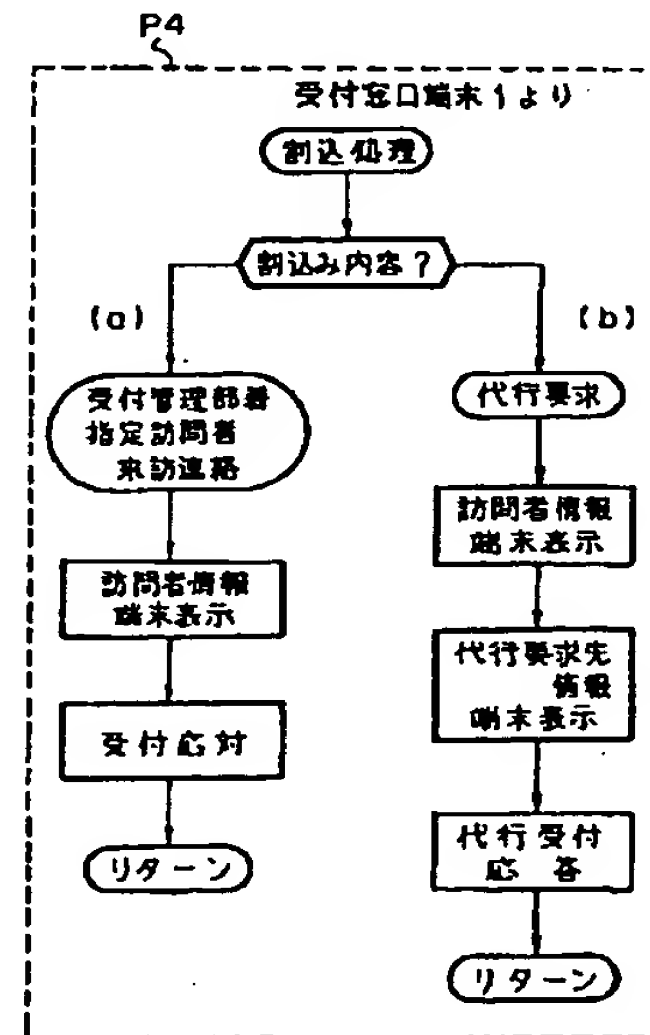 P4
受付窓口端末1より
割込処理
割込み内容?
(a)
受付管理部署
指定訪問者
来訪連絡
訪問者情報
端末表示
受付応対
リターン
(b)
代行要求
訪問者情報
端末表示
代行要求先
情報
端末表示
代行受付
応答
リターン